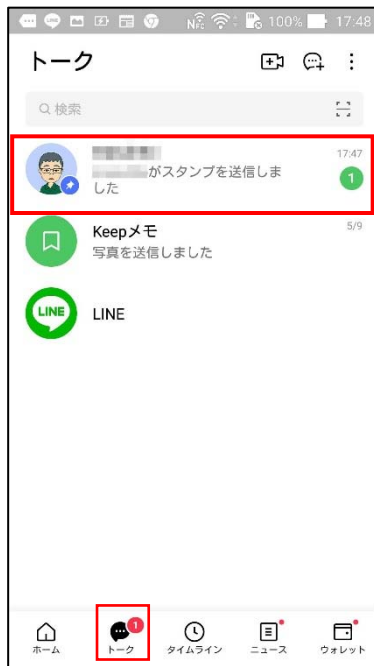 N 100% 17:48
NFC
トーク
検索
17:47
がスタンプを送信しま
した
1
Keepメモ
5/9
写真を送信しました
LINE
LINE
1
ホーム
トーク
タイムライン
ニュース
ウォレット